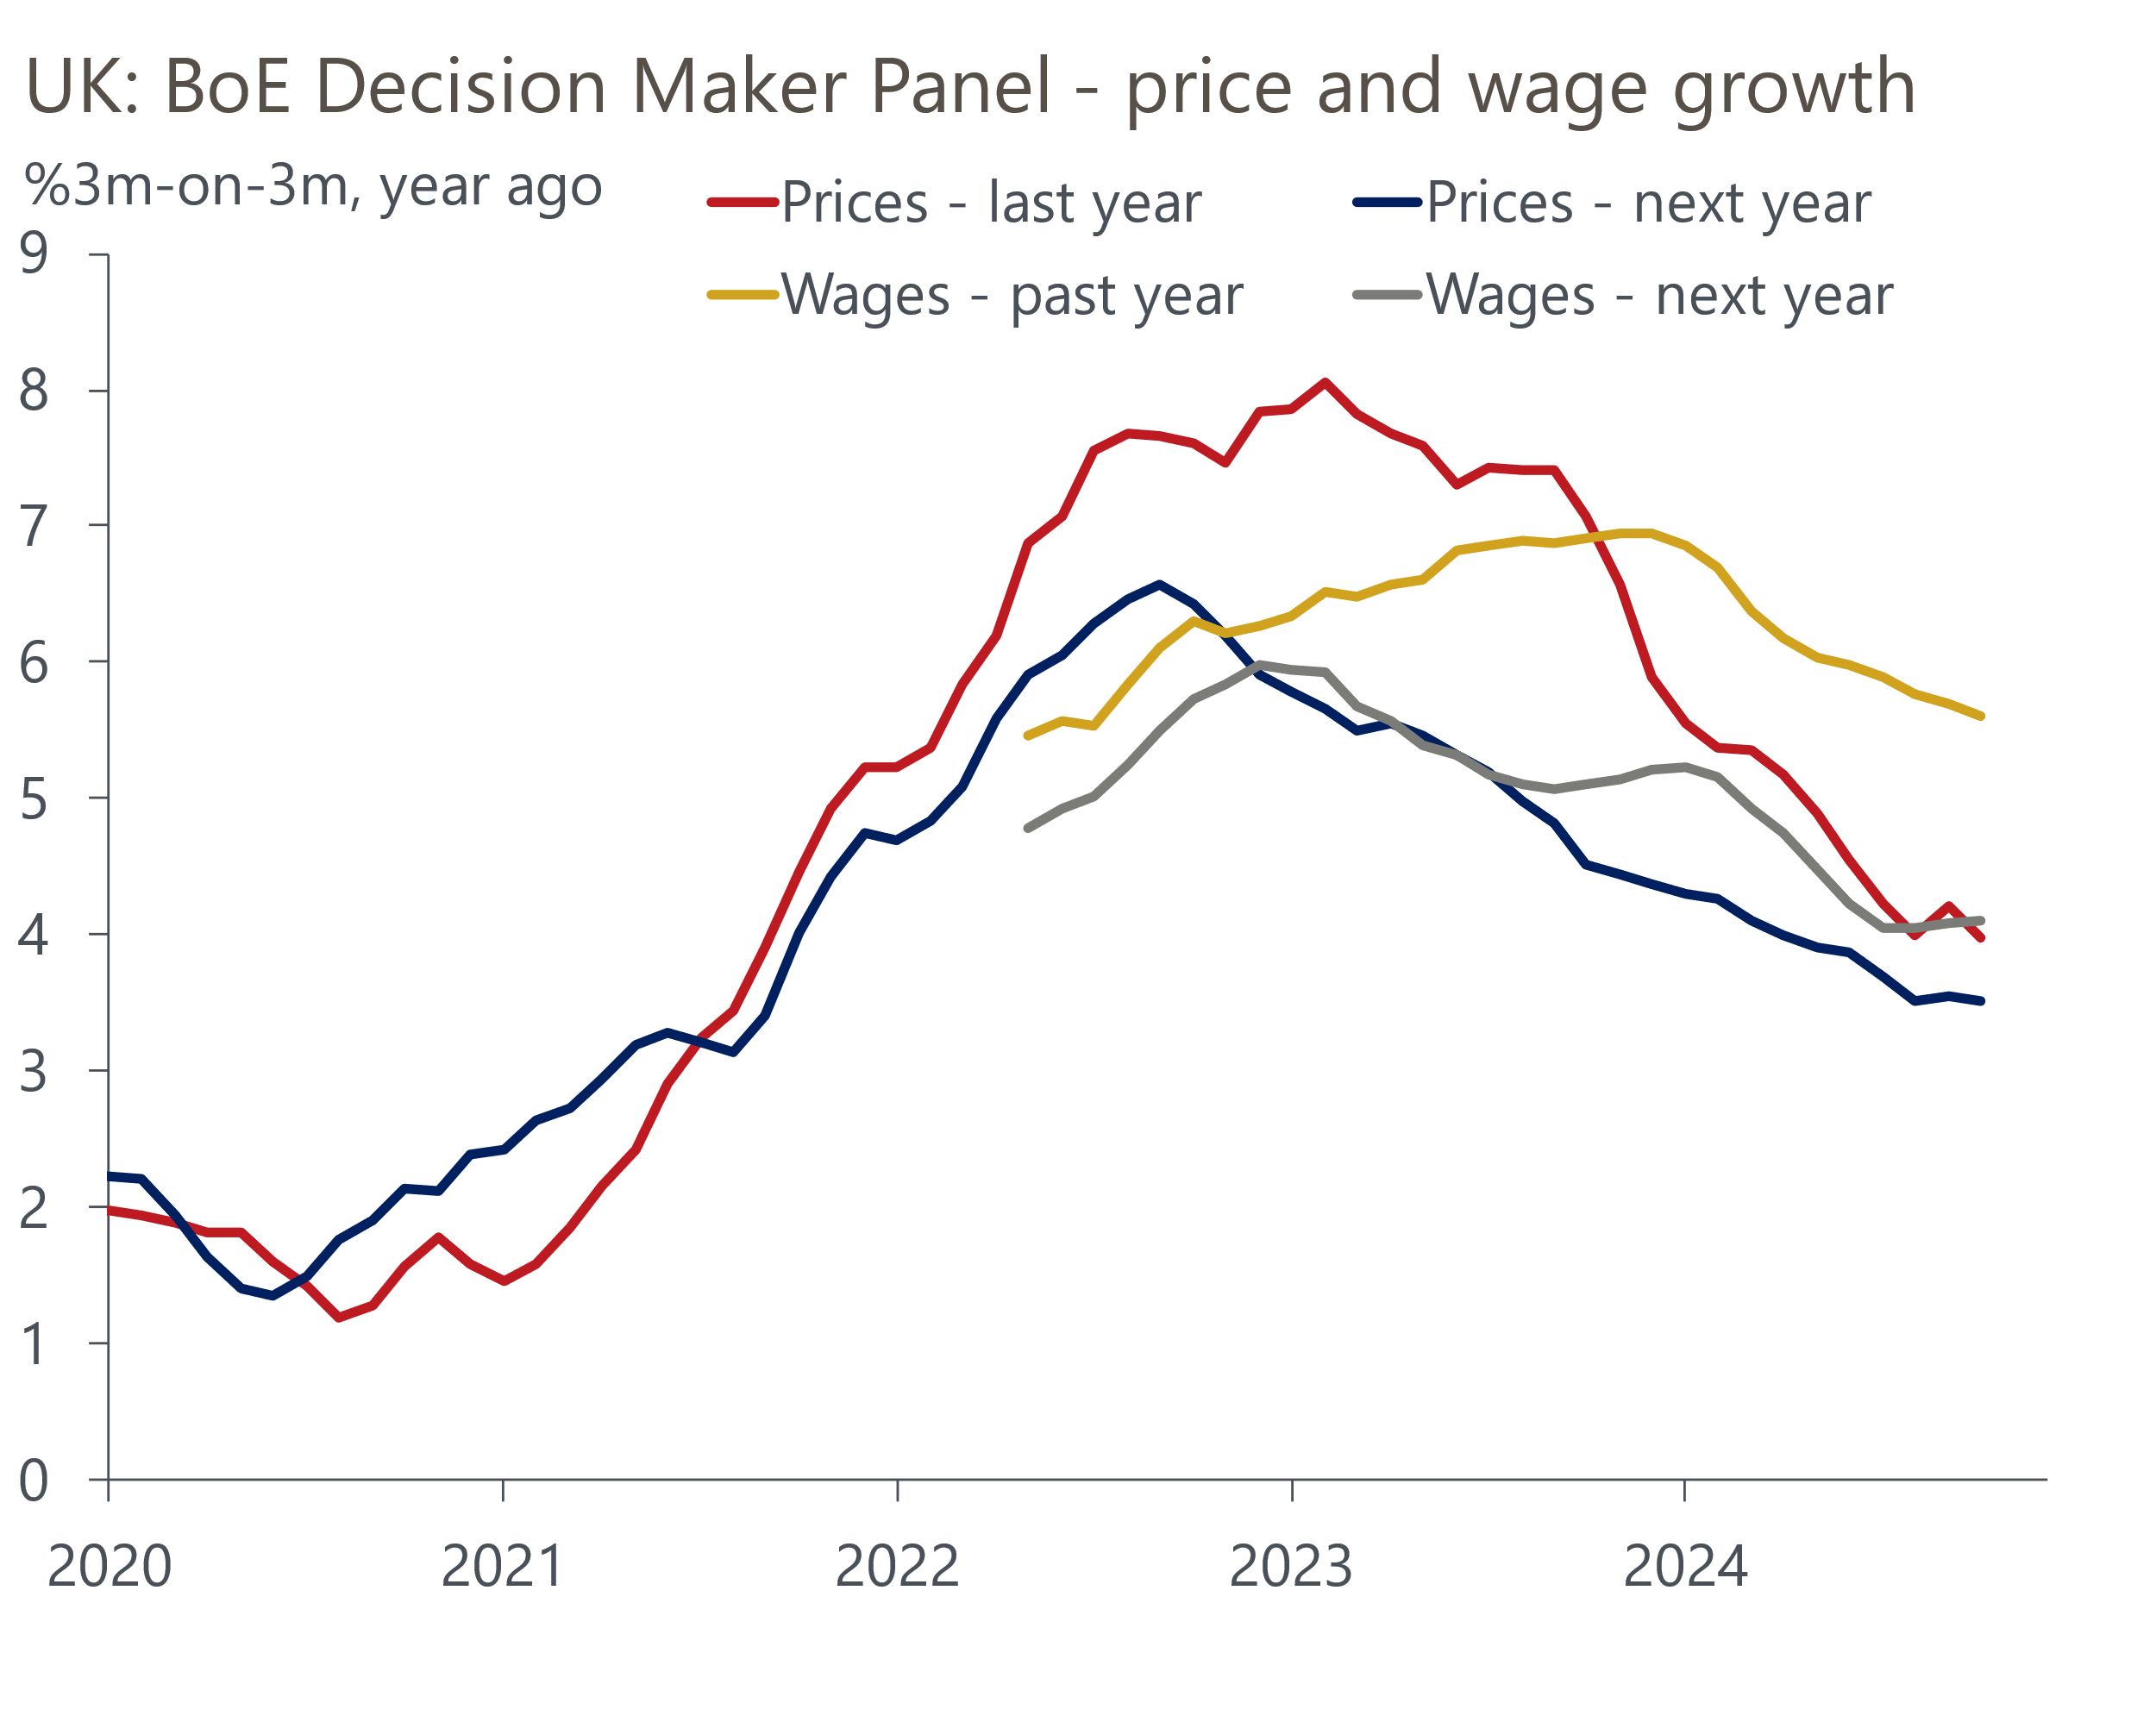 UK: BoE Decision Maker Panel - price and wage growth
%3m-on-3m, year ago
Prices - last year
Prices - next year
Wages - past year
Wages - next year
9
8
7
6
5
4
3
2
1
0
2020
2021
2022
2023
2024